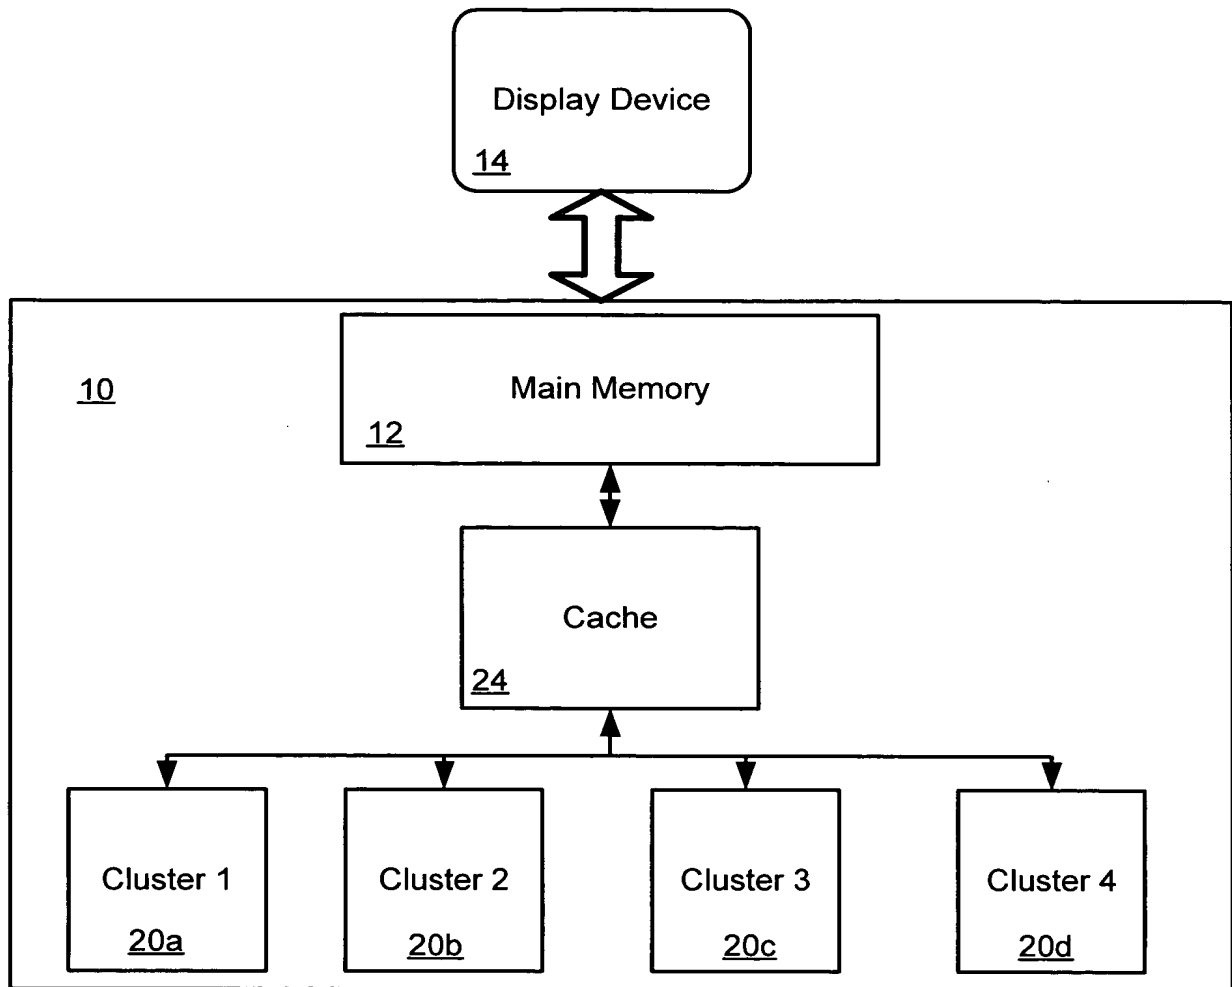 Display Device
14
10
Main Memory
12
Cache
24
Cluster 1
20a
Cluster 2
20b
Cluster 3
20c
Cluster 4
20d